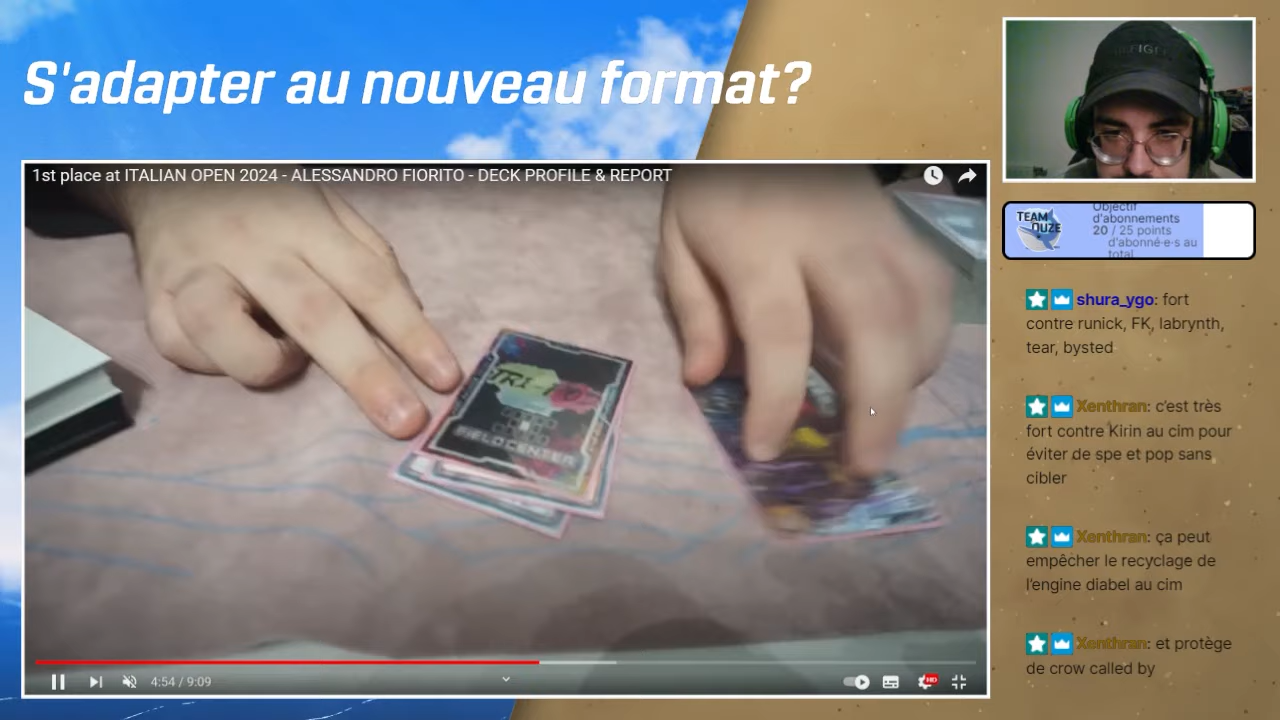 S'adapter au nouveau format?
1st place at ITALIAN OPEN 2024 - ALESSANDRO FIORITO - DECK PROFILE & REPORT
4:54 / 9:09
HD
TEAM
OUZE
Objectif
d'abonnements
20 / 25 points
d'abonné·e·s au
total
shura_ygo: fort
contre runick, FK, labrynth,
tear, bysted
Xenthran: c'est très
fort contre Kirin au cim pour
éviter de spe et pop sans
cibler
Xenthran: ça peut
empêcher le recyclage de
l'engine diabel au cim
Xenthran: et protège
de crow called by